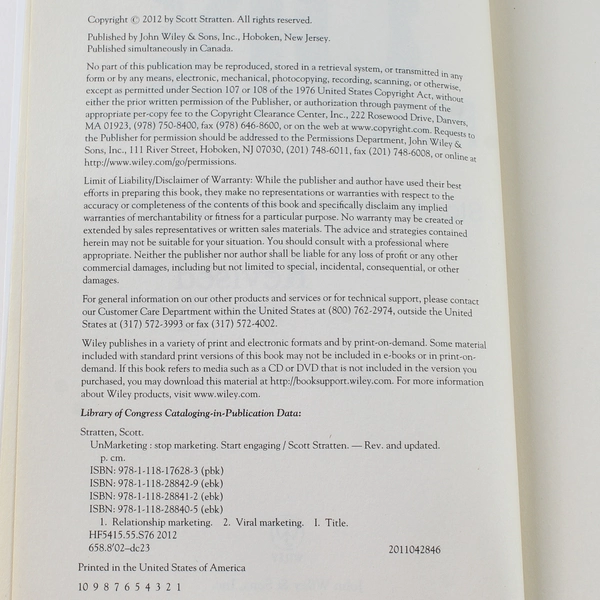 Copyright © 2012 by Scott Stratten. All rights reserved.
Published by John Wiley & Sons, Inc., Hoboken, New Jersey.
Published simultaneously in Canada.
No part of this publication may be reproduced, stored in a retrieval system, or transmitted in any
form or by any means, electronic, mechanical, photocopying, recording, scanning, or otherwise,
except as permitted under Section 107 or 108 of the 1976 United States Copyright Act, without
either the prior written permission of the Publisher, or authorization through payment of the
appropriate per-copy fee to the Copyright Clearance Center, Inc., 222 Rosewood Drive, Danvers,
MA 01923, (978) 750-8400, fax (978) 646-8600, or on the web at www.copyright.com. Requests to
the Publisher for permission should be addressed to the Permissions Department, John Wiley &
Sons, Inc., 111 River Street, Hoboken, NJ 07030, (201) 748-6011, fax (201) 748-6008, or online at
http://www.wiley.com/go/permissions.
Limit of Liability/Disclaimer of Warranty: While the publisher and author have used their best
efforts in preparing this book, they make no representations or warranties with respect to the
accuracy or completeness of the contents of this book and specifically disclaim any implied
warranties of merchantability or fitness for a particular purpose. No warranty may be created or
extended by sales representatives or written sales materials. The advice and strategies contained
herein may not be suitable for your situation. You should consult with a professional where
appropriate. Neither the publisher nor author shall be liable for any loss of profit or any other
commercial damages, including but not limited to special, incidental, consequential, or other
damages.
For general information on our other products and services or for technical support, please contact
our Customer Care Department within the United States at (800) 762-2974, outside the United
States at (317) 572-3993 or fax (317) 572-4002.
Wiley publishes in a variety of print and electronic formats and by print-on-demand. Some material
included with standard print versions of this book may not be included in e-books or in print-on-
demand. If this book refers to media such as a CD or DVD that is not included in the version you
purchased, you may download this material at http://booksupport.wiley.com. For more information
about Wiley products, visit www.wiley.com.
Library of Congress Cataloging-in-Publication Data:
Stratten, Scott.
UnMarketing : stop marketing. Start engaging / Scott Stratten. — Rev. and updated.
p. cm.
ISBN: 978-1-118-17628-3 (pbk)
ISBN: 978-1-118-28842-9 (ebk)
ISBN: 978-1-118-28841-2 (ebk)
ISBN: 978-1-118-28840-5 (ebk)
1. Relationship marketing. 2. Viral marketing. I. Title.
HF5415.55.S76 2012
658.8'02–dc23 2011042846
Printed in the United States of America
10 9 8 7 6 5 4 3 2 1